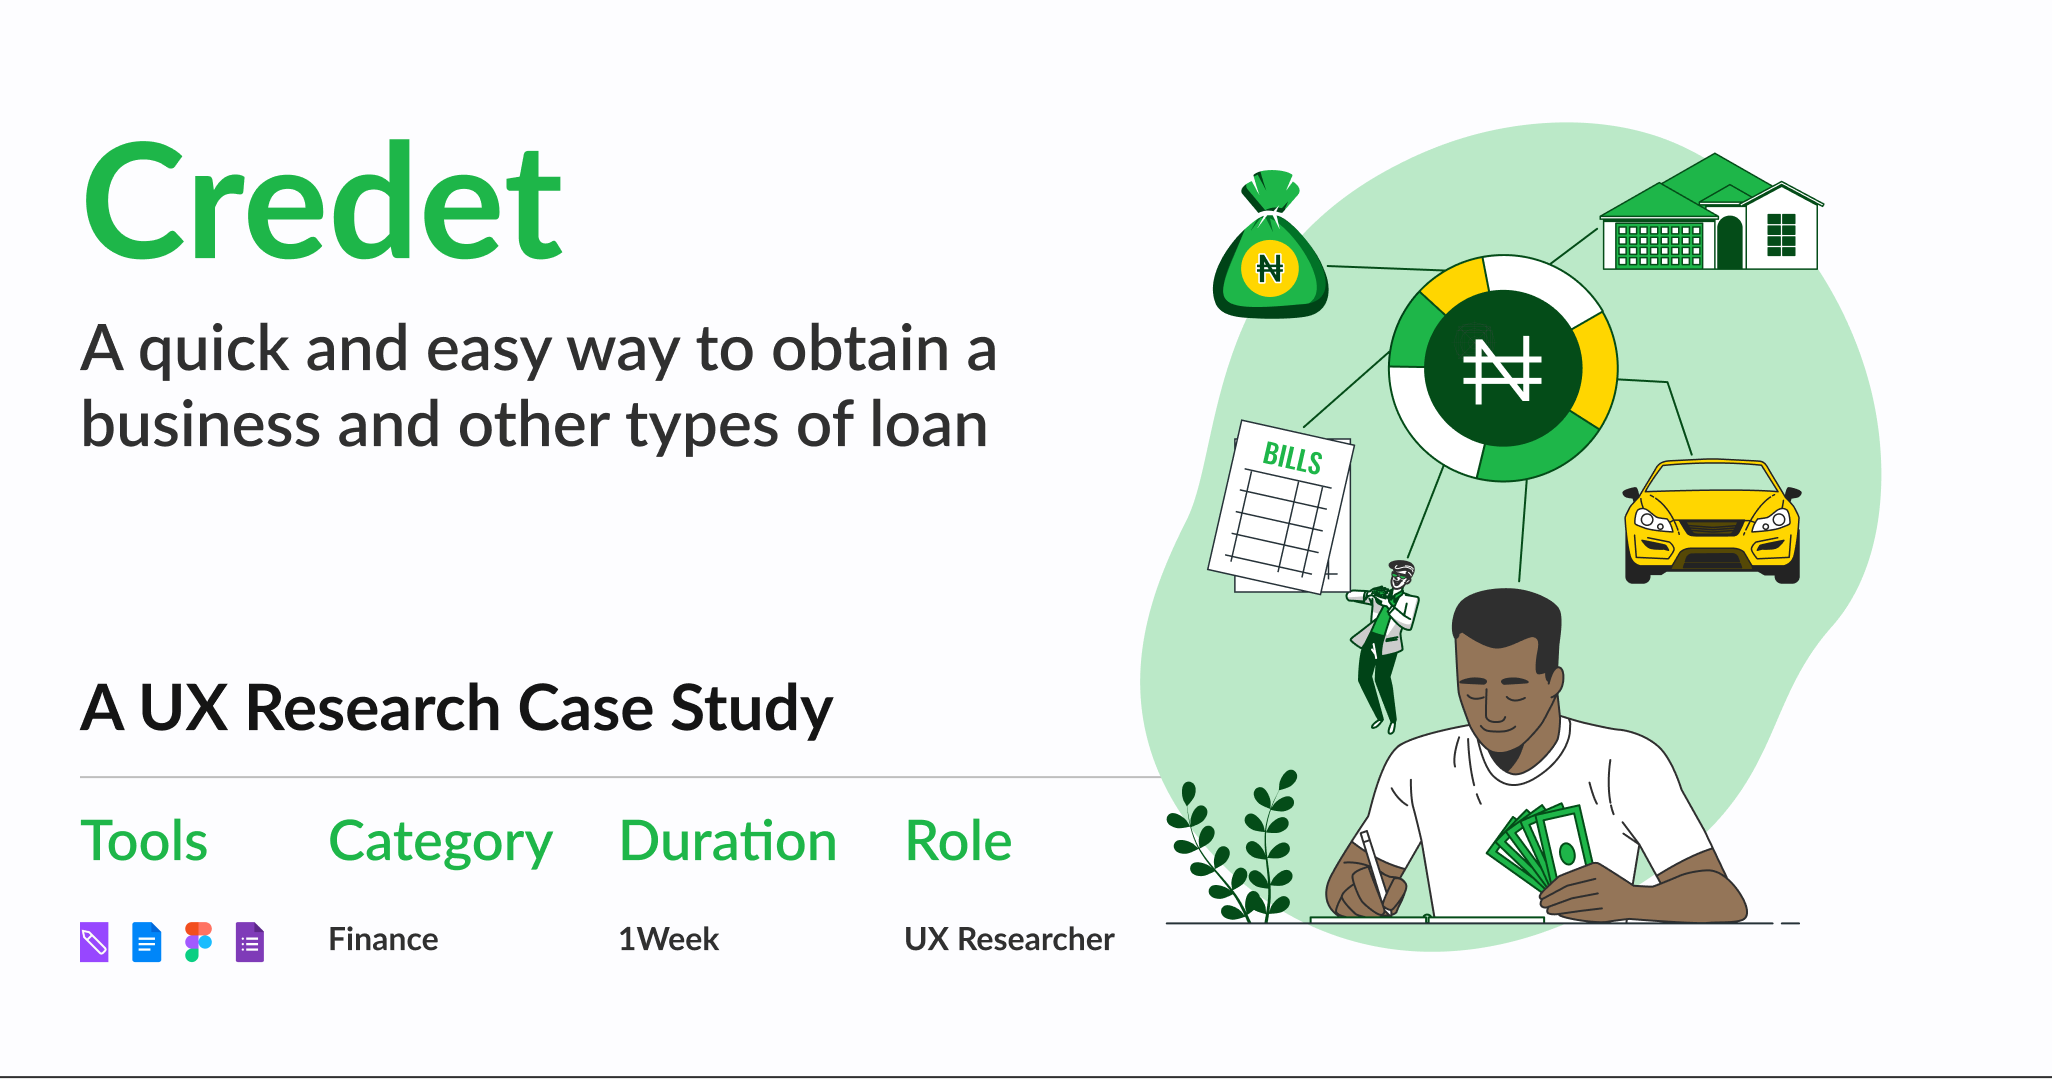 Credet
A quick and easy way to obtain a
business and other types of loan
₦
₦
BILLS
A UX Research Case Study
Tools
Category
Duration
Role
Finance
1Week
UX Researcher